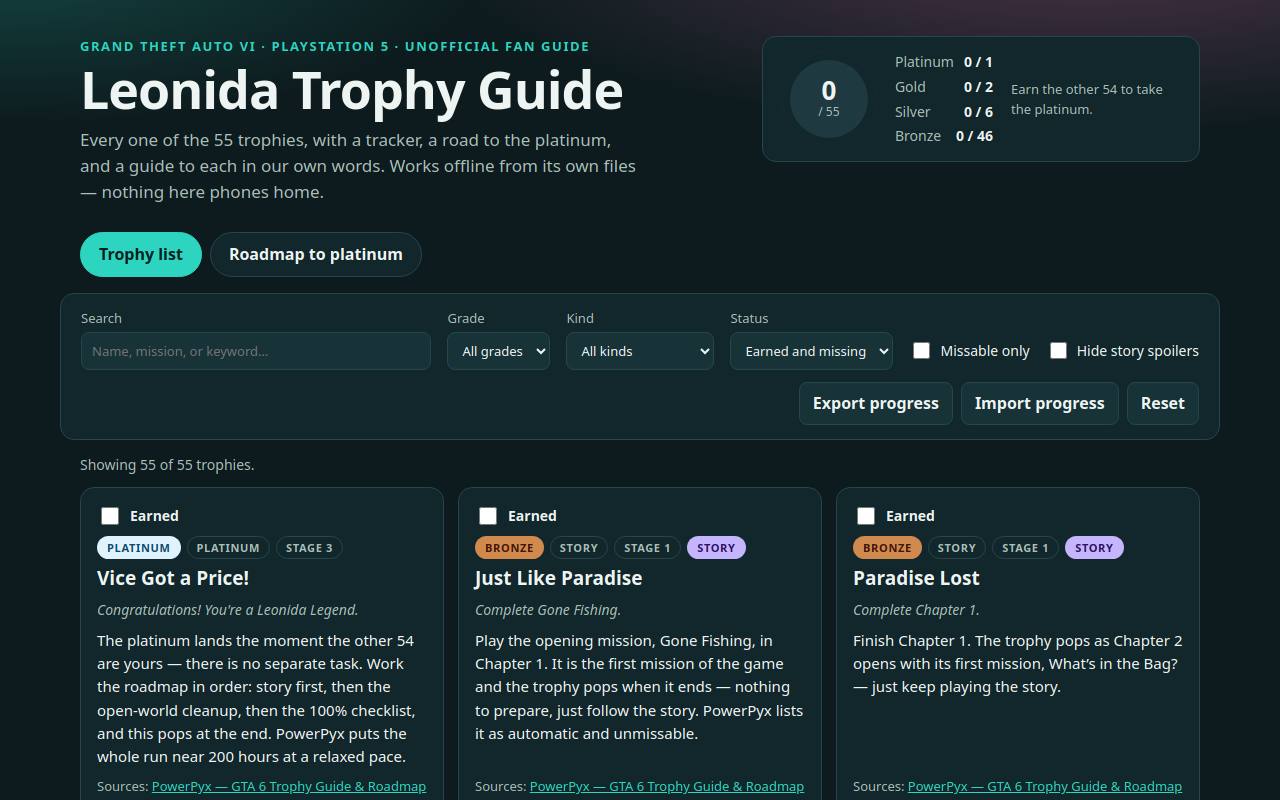 GRAND THEFT AUTO VI · PLAYSTATION 5 · UNOFFICIAL FAN GUIDE
Leonida Trophy Guide
Every one of the 55 trophies, with a tracker, a road to the platinum,
and a guide to each in our own words. Works offline from its own files
— nothing here phones home.
0
/ 55
Platinum 0 / 1
Gold 0 / 2
Silver 0 / 6
Bronze 0 / 46
Earn the other 54 to take
the platinum.
Trophy list
Roadmap to platinum
Search
Name, mission, or keyword…
Grade
All grades
Kind
All kinds
Status
Earned and missing
Missable only
Hide story spoilers
Export progress
Import progress
Reset
Showing 55 of 55 trophies.
Earned
PLATINUM PLATINUM STAGE 3
Vice Got a Price!
Congratulations! You're a Leonida Legend.
The platinum lands the moment the other 54
are yours — there is no separate task. Work
the roadmap in order: story first, then the
open-world cleanup, then the 100% checklist,
and this pops at the end. PowerPyx puts the
whole run near 200 hours at a relaxed pace.
Sources: PowerPyx — GTA 6 Trophy Guide & Roadmap
Earned
BRONZE STORY STAGE 1 STORY
Just Like Paradise
Complete Gone Fishing.
Play the opening mission, Gone Fishing, in
Chapter 1. It is the first mission of the game
and the trophy pops when it ends — nothing
to prepare, just follow the story. PowerPyx lists
it as automatic and unmissable.
Sources: PowerPyx — GTA 6 Trophy Guide & Roadmap
Earned
BRONZE STORY STAGE 1 STORY
Paradise Lost
Complete Chapter 1.
Finish Chapter 1. The trophy pops as Chapter 2
opens with its first mission, What’s in the Bag?
— just keep playing the story.
Sources: PowerPyx — GTA 6 Trophy Guide & Roadmap